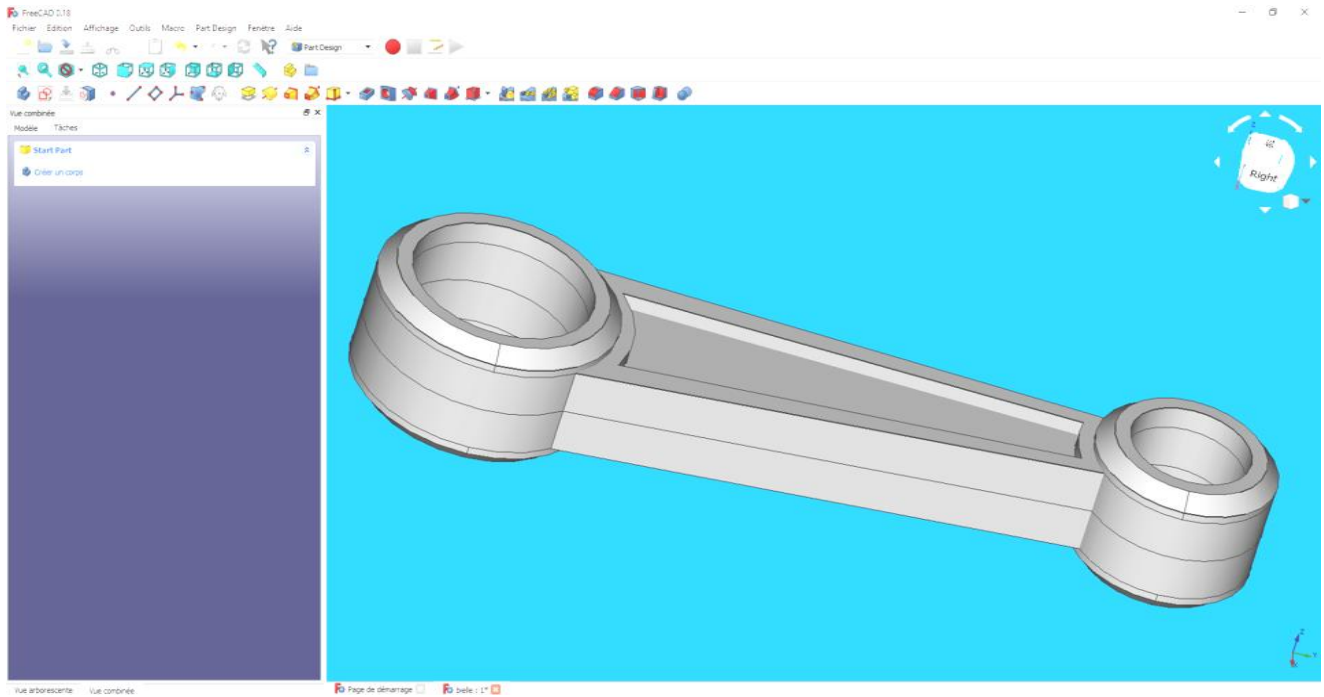 FreeCAD 0.18
Fichier Edition Affichage Outils Macro Part Design Fenêtre Aide
Part Design
Vue combinée
Modèle Tâches
Start Part
Créer un corps
Right
Z
Y
Vue arborescente Vue combinée
Page de démarrage
bielle : 1*